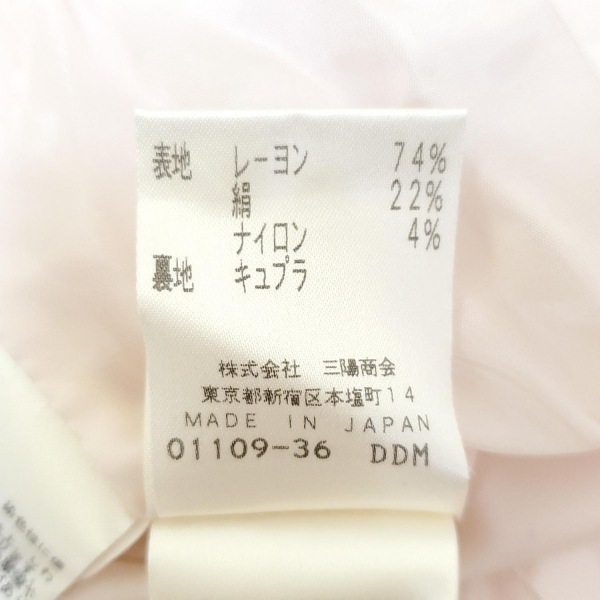 表地 レーヨン 74%
絹 22%
ナイロン 4%
裏地 キュプラ
株式会社 三陽商会
東京都新宿区本塩町14
MADE IN JAPAN
01109-36 DDM